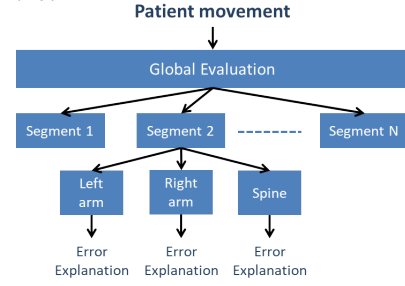 Patient movement
Global Evaluation
Segment 1
Segment 2
Segment N
Left
arm
Right
arm
Spine
Error
Explanation
Error
Explanation
Error
Explanation